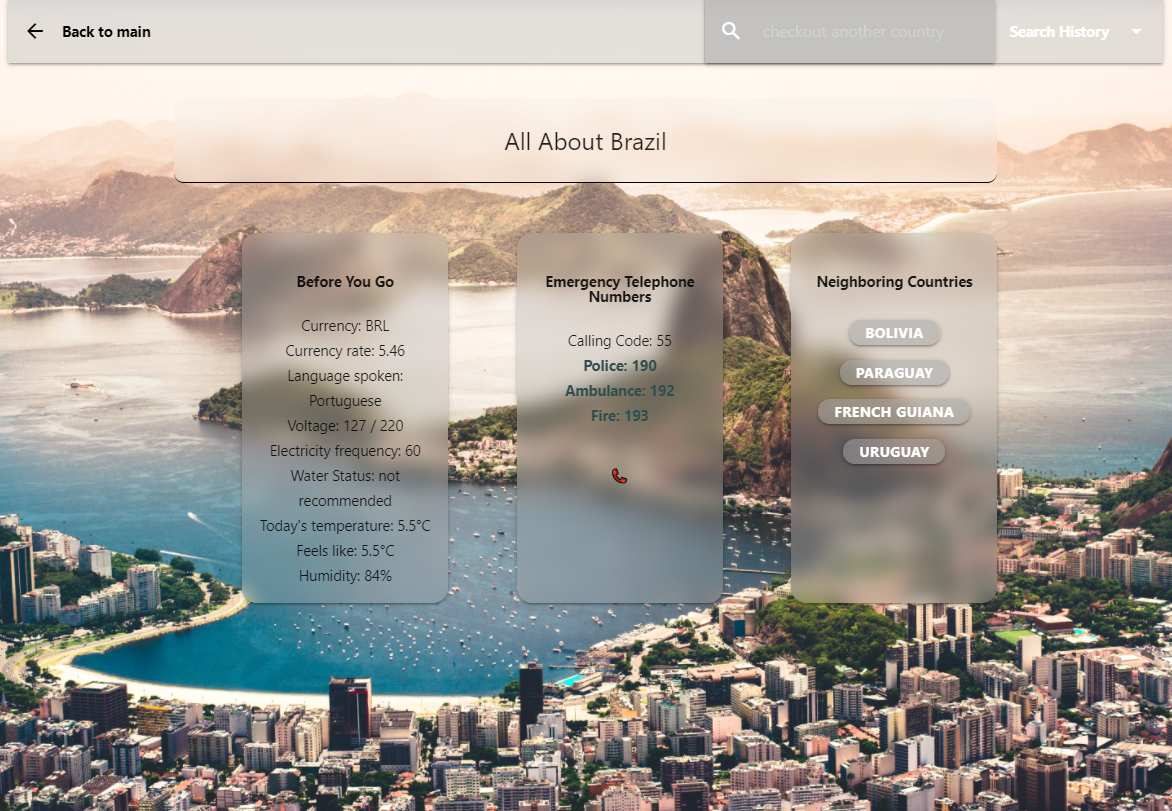 Back to main
checkout another country
Search History
All About Brazil
Before You Go
Currency: BRL
Currency rate: 5.46
Language spoken:
Portuguese
Voltage: 127 / 220
Electricity frequency: 60
Water Status: not
recommended
Today's temperature: 5.5°C
Feels like: 5.5°C
Humidity: 84%
Emergency Telephone
Numbers
Calling Code: 55
Police: 190
Ambulance: 192
Fire: 193
Neighboring Countries
BOLIVIA
PARAGUAY
FRENCH GUIANA
URUGUAY